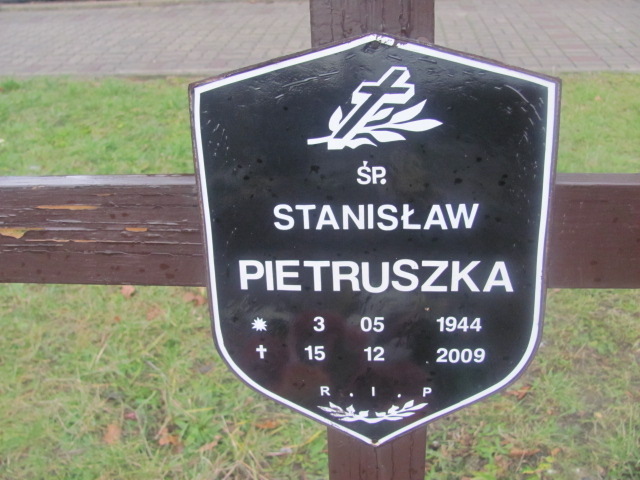 ŚP.
STANISŁAW
PIETRUSZKA
3 05 1944
15 12 2009
R.I.P